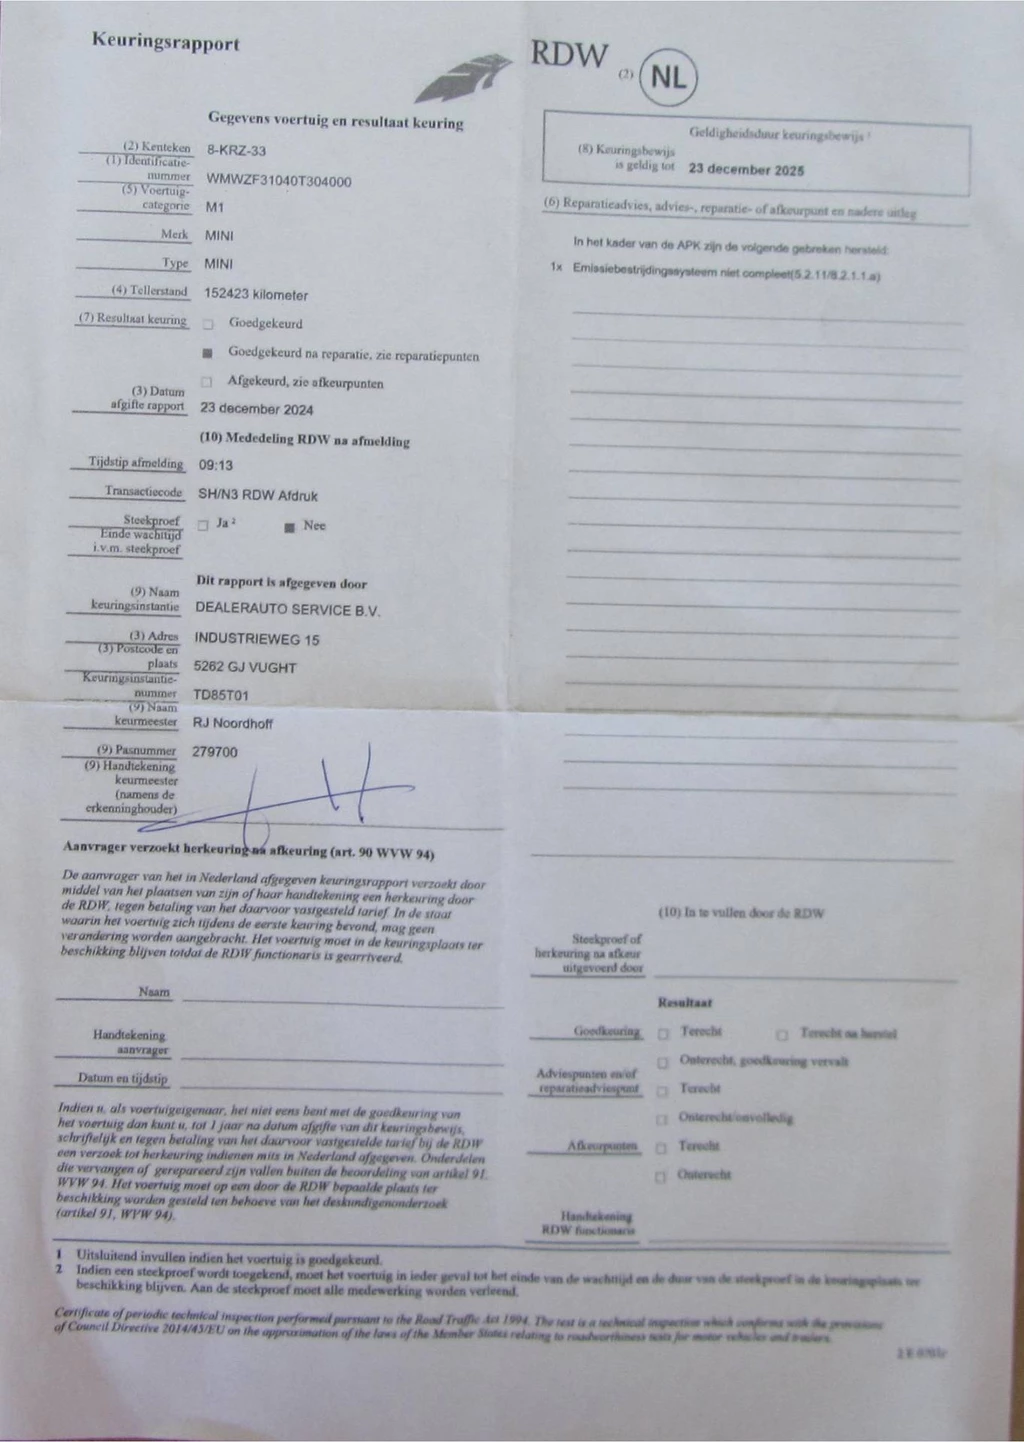 Keuringsrapport
RDW
(2)
NL
Gegevens voertuig en resultaat keuring
(2) Kenteken 8-KRZ-33
(1) Identificatie-
nummer WMWZF31040T304000
(5) Voertuig-
categorie M1
Merk MINI
Type MINI
(4) Tellerstand 152423 kilometer
(7) Resultaat keuring Goedgekeurd
Goedgekeurd na reparatie, zie reparatiepunten
Afgekeurd, zie afkeurpunten
(3) Datum
afgifte rapport 23 december 2024
(10) Mededeling RDW na afmelding
Tijdstip afmelding 09:13
Transactiecode SH/N3 RDW Afdruk
Steekproef Ja 2 Nee
Einde wachttijd
i.v.m. steekproef
Dit rapport is afgegeven door
(9) Naam
keuringsinstantie DEALERAUTO SERVICE B.V.
(3) Adres INDUSTRIEWEG 15
(3) Postcode en
plaats 5262 GJ VUGHT
Keuringsinstantie-
nummer TD85T01
(9) Naam
keurmeester RJ Noordhoff
(9) Pasnummer 279700
(9) Handtekening
keurmeester
(namens de
erkenninghouder)
Aanvrager verzoekt herkeuring na afkeuring (art. 90 WVW 94)
De aanvrager van het in Nederland afgegeven keuringsrapport verzoekt door
middel van het plaatsen van zijn of haar handtekening een herkeuring door
de RDW, tegen betaling van het daarvoor vastgesteld tarief. In de staat
waarin het voertuig zich tijdens de eerste keuring bevond, mag geen
verandering worden aangebracht. Het voertuig moet in de keuringsplaats ter
beschikking blijven totdat de RDW functionaris is gearriveerd.
Naam
Handtekening
aanvrager
Datum en tijdstip
Indien u, als voertuigeigenaar, het niet eens bent met de goedkeuring van
het voertuig dan kunt u, tot 1 jaar na datum afgifte van dit keuringsbewijs,
schriftelijk en tegen betaling van het daarvoor vastgestelde tarief bij de RDW
een verzoek tot herkeuring indienen mits in Nederland afgegeven. Onderdelen
die vervangen of gerepareerd zijn vallen buiten de beoordeling van artikel 91,
WVW 94. Het voertuig moet op een door de RDW bepaalde plaats ter
beschikking worden gesteld ten behoeve van het deskundigenonderzoek
(artikel 91, WVW 94).
Geldigheidsduur keuringsbewijs 1
(8) Keuringsbewijs
is geldig tot 23 december 2025
(6) Reparatieadvies, advies-, reparatie- of afkeurpunt en nadere uitleg
In het kader van de APK zijn de volgende gebreken hersteld:
1x Emissiebestrijdingssysteem niet compleet(5.2.11/8.2.1.1.a)
(10) In te vullen door de RDW
Steekproef of
herkeuring na afkeur
uitgevoerd door
Resultaat
Goedkeuring Terecht Terecht na herstel
Onterecht, goedkeuring vervalt
Adviespunten en/of
reparatieadviespunt Terecht
Onterecht/onvolledig
Afkeurpunten Terecht
Onterecht
Handtekening
RDW functionaris
1 Uitsluitend invullen indien het voertuig is goedgekeurd.
2 Indien een steekproef wordt toegekend, moet het voertuig in ieder geval tot het einde van de wachttijd en de duur van de steekproef in de keuringsplaats ter
beschikking blijven. Aan de steekproef moet alle medewerking worden verleend.
Certificate of periodic technical inspection performed pursuant to the Road Traffic Act 1994. The test is a technical inspection which conforms with the provisions
of Council Directive 2014/45/EU on the approximation of the laws of the Member States relating to roadworthiness tests for motor vehicles and trailers.